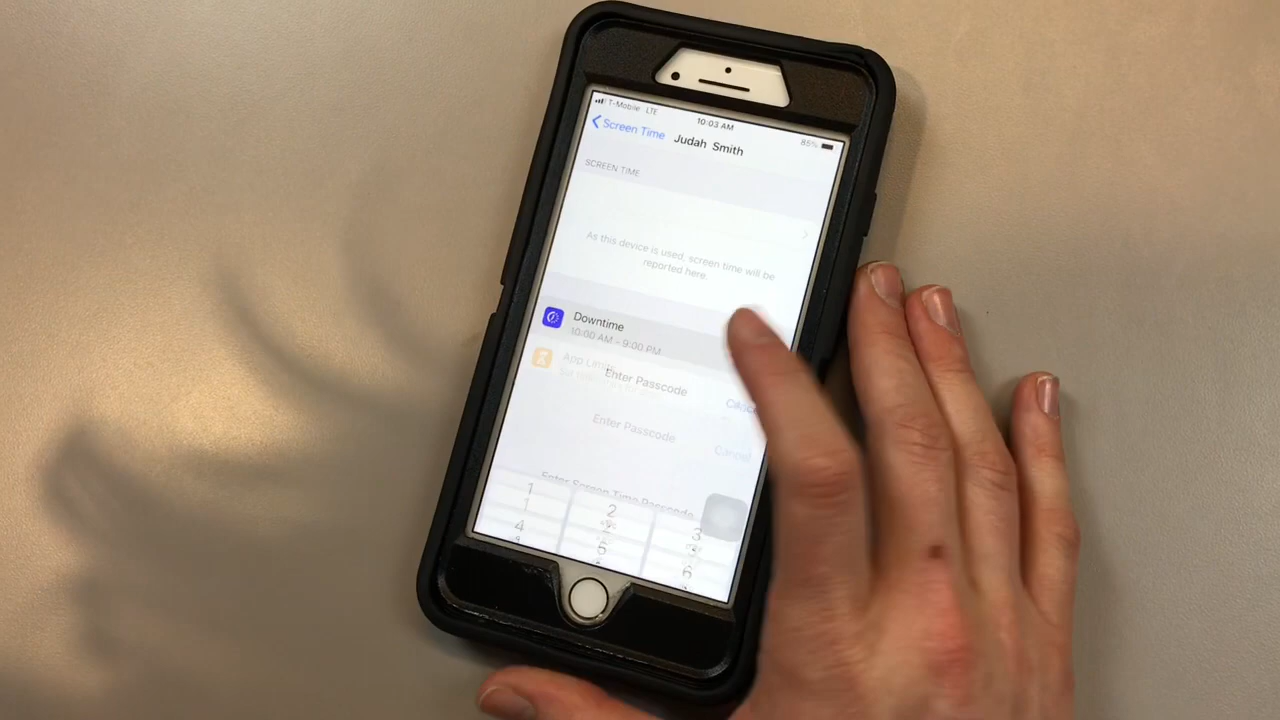 T-Mobile LTE
10:03 AM
85%
Screen Time
Judah Smith
SCREEN TIME
As this device is used, screen time will be
reported here.
Downtime
10:00 AM – 9:00 PM
App Limits
Enter Passcode
Enter Passcode
Cancel
Enter Screen Time Passcode
1
2
3
4
5
6